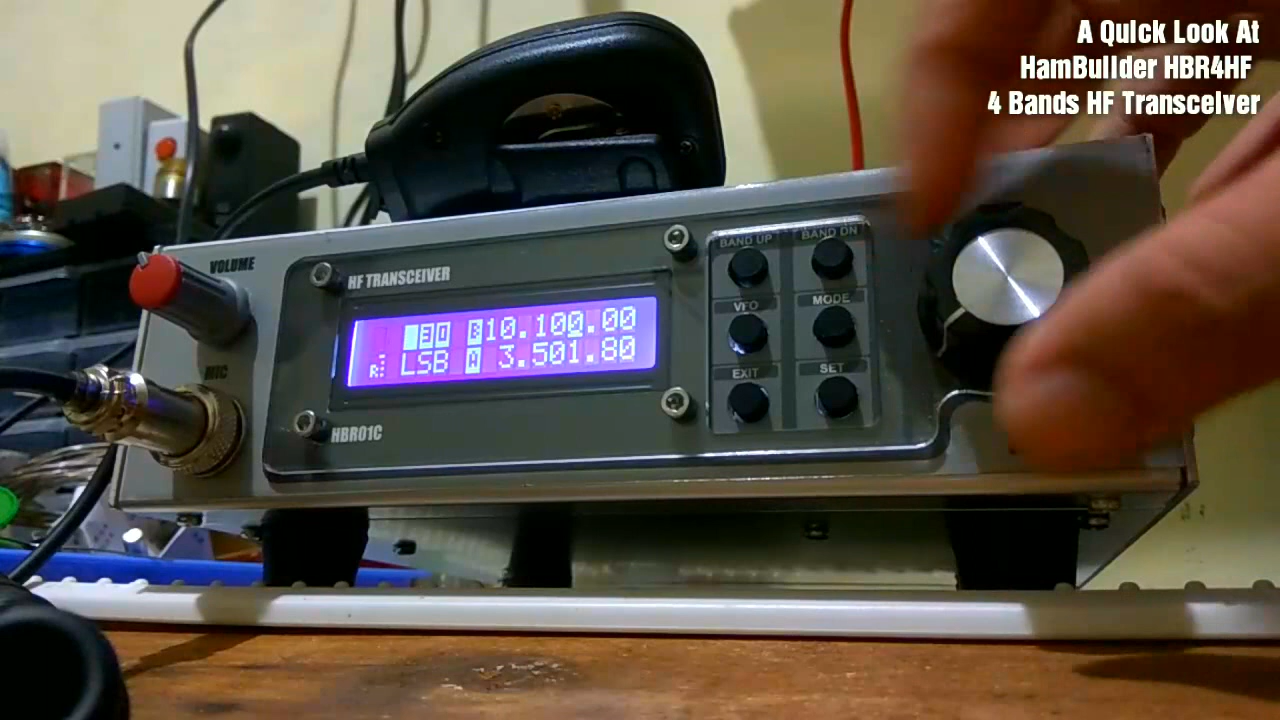 A Quick Look At
HamBuilder HBR4HF
4 Bands HF Transceiver
VOLUME
HF TRANSCEIVER
BAND UP
BAND DN
VFO
MODE
EXIT
SET
30 B10.100.00
R: LSB A 3.501.80
MIC
HBR01C